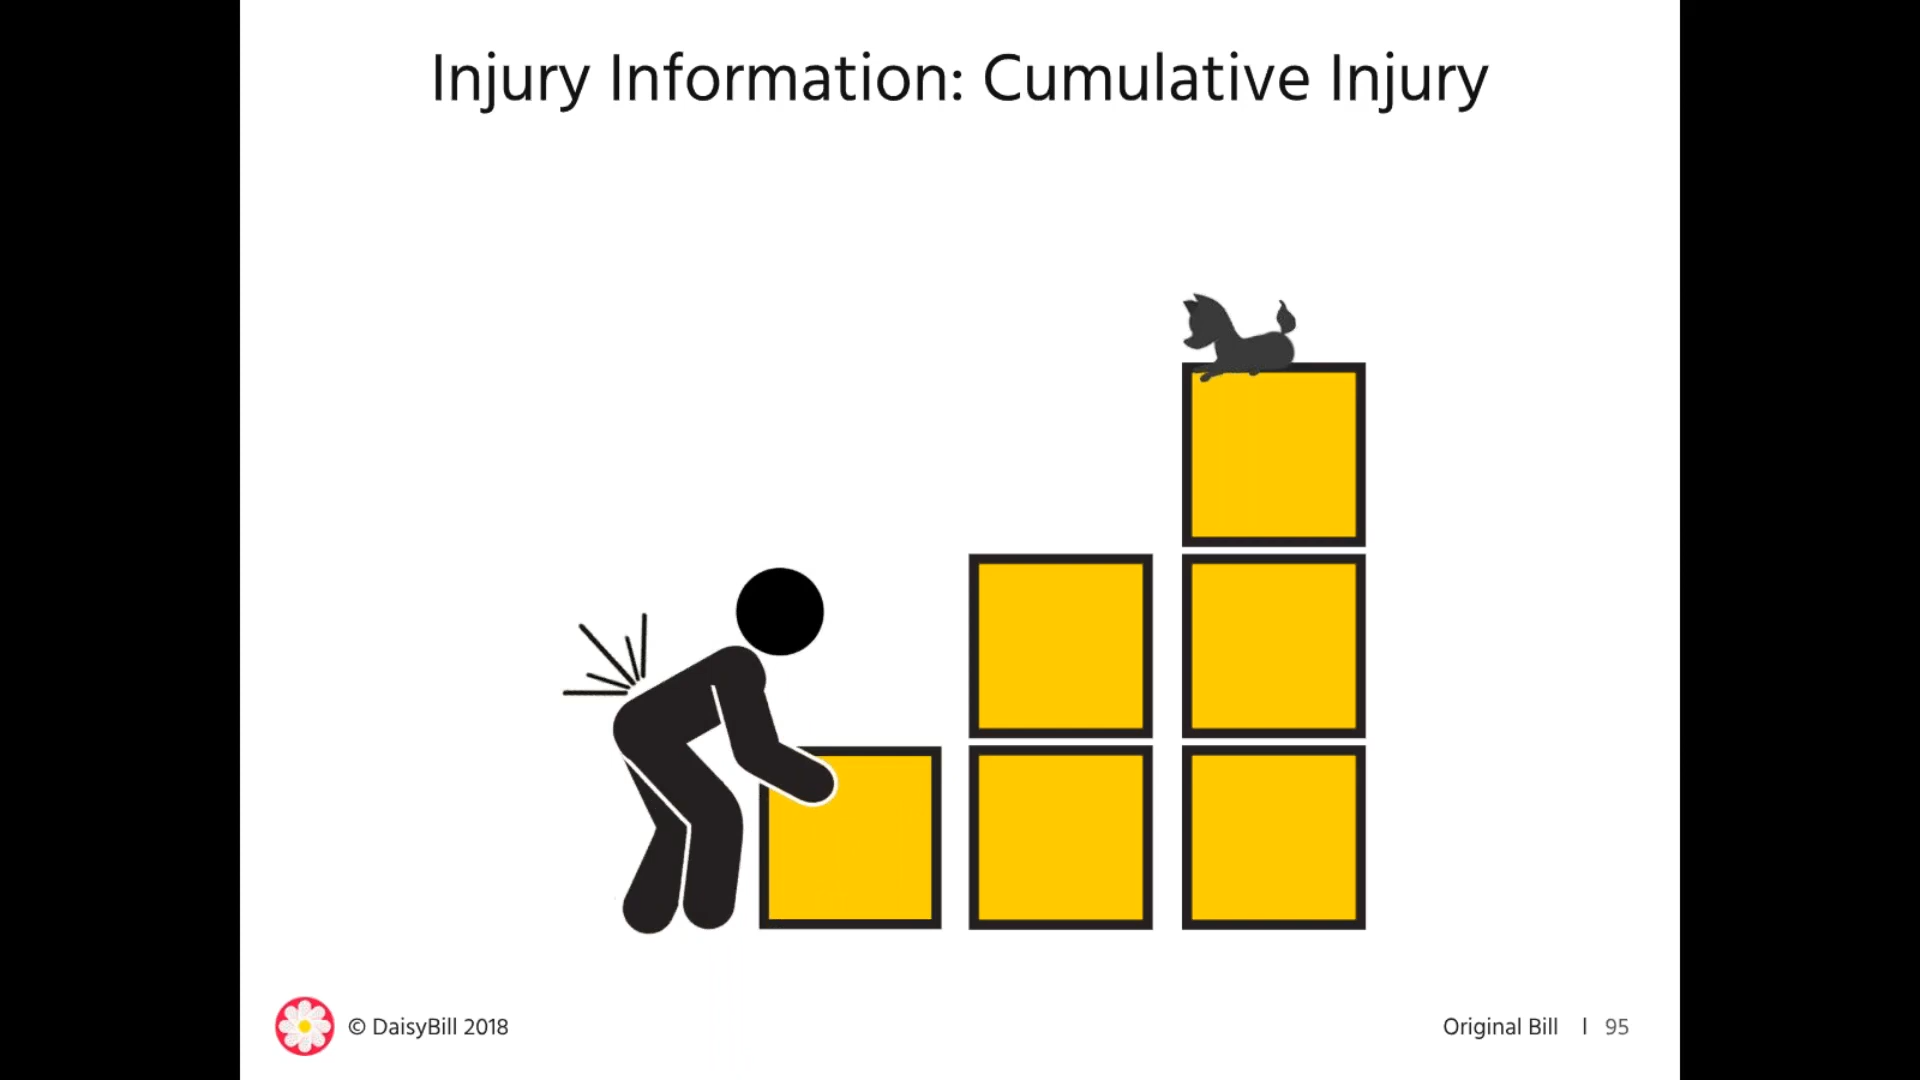 Injury Information: Cumulative Injury
© DaisyBill 2018
Original Bill | 95